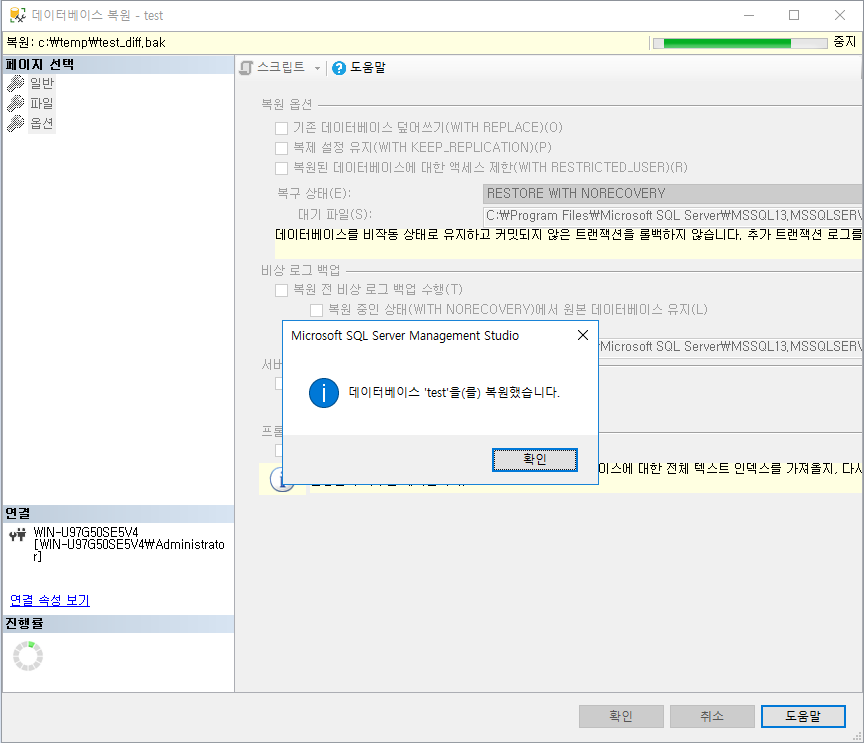 데이터베이스 복원 - test
복원: c:₩temp₩test_diff.bak
중지
페이지 선택
일반
파일
옵션
스크립트
도움말
복원 옵션
기존 데이터베이스 덮어쓰기(WITH REPLACE)(O)
복제 설정 유지(WITH KEEP_REPLICATION)(P)
복원된 데이터베이스에 대한 액세스 제한(WITH RESTRICTED_USER)(R)
복구 상태(E):
RESTORE WITH NORECOVERY
대기 파일(S):
C:₩Program Files₩Microsoft SQL Server₩MSSQL13.MSSQLSERV
데이터베이스를 비작동 상태로 유지하고 커밋되지 않은 트랜잭션을 롤백하지 않습니다. 추가 트랜잭션 로그를
비상 로그 백업
복원 전 비상 로그 백업 수행(T)
복원 중인 상태(WITH NORECOVERY)에서 원본 데이터베이스 유지(L)
Microsoft SQL Server₩MSSQL13.MSSQLSERV
서버
Microsoft SQL Server Management Studio
데이터베이스 'test'을(를) 복원했습니다.
확인
이스에 대한 전체 텍스트 인덱스를 가져올지, 다시
연결
WIN-U97G50SE5V4
[WIN-U97G50SE5V4₩Administrato
r]
연결 속성 보기
진행률
확인
취소
도움말